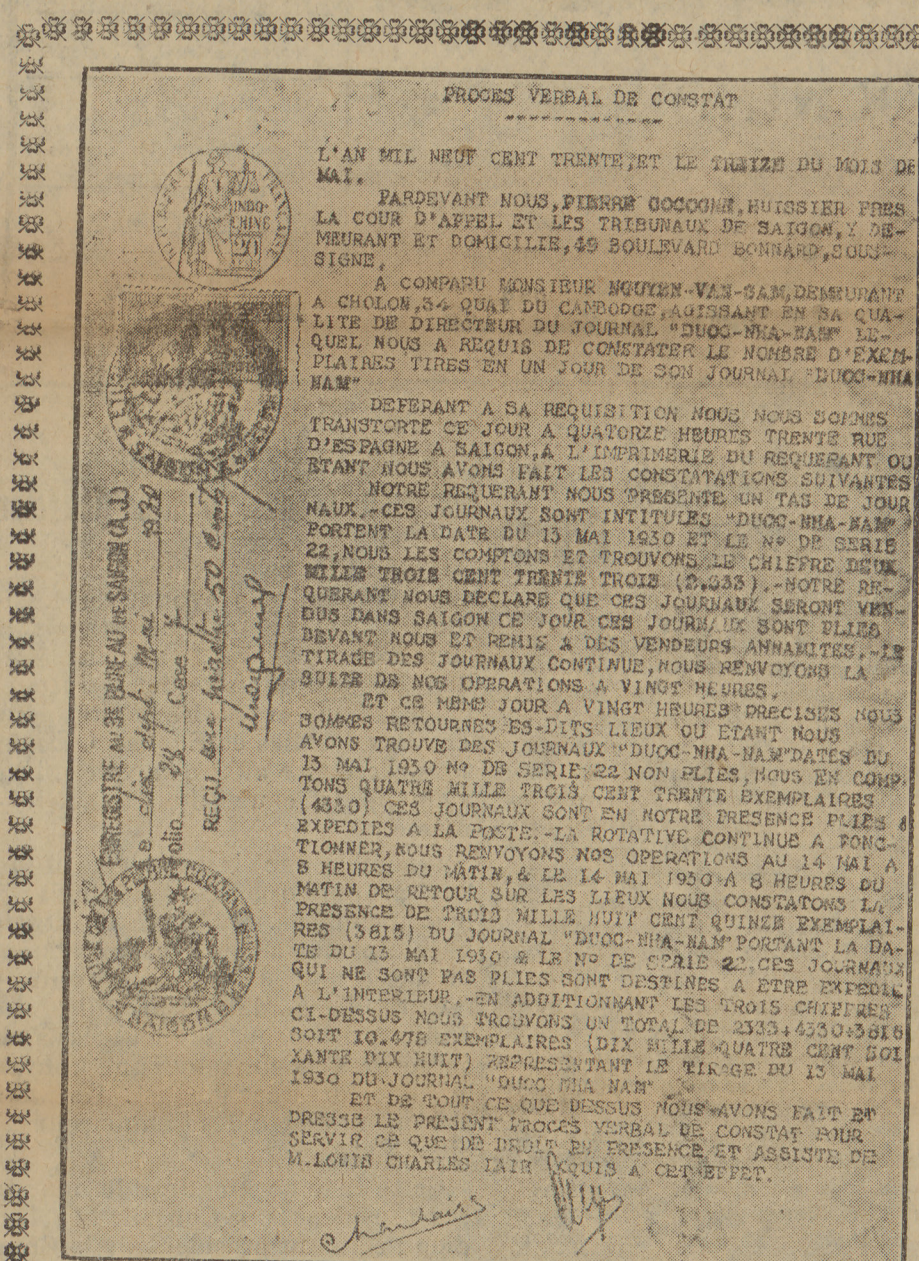 PROCES VERBAL DE CONSTAT
L'AN MIL NEUF CENT TRENTE, ET LE TREIZE DU MOIS DE
MAI.
PARDEVANT NOUS, PIERRE COCOGNE, HUISSIER PRES
LA COUR D'APPEL ET LES TRIBUNAUX DE SAIGON, Y DE-
MEURANT ET DOMICILIE, 49 BOULEVARD BONNARD, SOUS-
SIGNE,
A COMPARU MONSIEUR NGUYEN-VAN-SAM, DEMEURANT
A CHOLON, 34 QUAI DU CAMBODGE, AGISSANT EN SA QUA-
LITE DE DIRECTEUR DU JOURNAL "DUOC-NHA-NAM" LE-
QUEL NOUS A REQUIS DE CONSTATER LE NOMBRE D'EXEM-
PLAIRES TIRES EN UN JOUR DE SON JOURNAL "DUOC-NHA
NAM"
DEFERANT A SA REQUISITION NOUS NOUS SOMMES
TRANSTORTE CE JOUR A QUATORZE HEURES TRENTE RUE
D'ESPAGNE A SAIGON, A L'IMPRIMERIE DU REQUERANT OU
ETANT NOUS AVONS FAIT LES CONSTATATIONS SUIVANTES
NOTRE REQUERANT NOUS PRESENTE UN TAS DE JOUR
NAUX.-CES JOURNAUX SONT INTITULES "DUOC-NHA-NAM"
PORTENT LA DATE DU 13 MAI 1930 ET LE Nº DE SERIE
22, NOUS LES COMPTONS ET TROUVONS LE CHIFFRE DEUX
MILLE TROIS CENT TRENTE TROIS (2.333).-NOTRE RE-
QUERANT NOUS DECLARE QUE CES JOURNAUX SERONT VEN-
DUS DANS SAIGON CE JOUR CES JOURNAUX SONT PLIES
DEVANT NOUS ET REMIS A DES VENDEURS ANNAMITES.-LE
TIRAGE DES JOURNAUX CONTINUE, NOUS RENVOYONS LA
SUITE DE NOS OPERATIONS A VINGT HEURES.
ET CE MEME JOUR A VINGT HEURES PRECISES NOUS
SOMMES RETOURNES ES-DITS LIEUX OU ETANT NOUS
AVONS TROUVE DES JOURNAUX "DUOC-NHA-NAM" DATES DU
13 MAI 1930 Nº DE SERIE 22 NON PLIES, NOUS EN COMP-
TONS QUATRE MILLE TROIS CENT TRENTE EXEMPLAIRES
(4330) CES JOURNAUX SONT EN NOTRE PRESENCE PLIES &
EXPEDIES A LA POSTE.-LA ROTATIVE CONTINUE A FONC-
TIONNER, NOUS RENVOYONS NOS OPERATIONS AU 14 MAI A
8 HEURES DU MATIN, & LE 14 MAI 1930 A 8 HEURES DU
MATIN DE RETOUR SUR LES LIEUX NOUS CONSTATONS LA
PRESENCE DE TROIS MILLE HUIT CENT QUINZE EXEMPLAI-
RES (3815) DU JOURNAL "DUOC-NHA-NAM" PORTANT LA DA-
TE DU 13 MAI 1930 & LE Nº DE SERIE 22, CES JOURNAUX
QUI NE SONT PAS PLIES SONT DESTINES A ETRE EXPEDIE
A L'INTERIEUR.-EN ADDITIONNANT LES TROIS CHIFFRES
CI-DESSUS NOUS TROUVONS UN TOTAL DE 2333+4330+3815
SOIT 10.478 EXEMPLAIRES (DIX MILLE QUATRE CENT SOI
XANTE DIX HUIT) REPRESENTANT LE TIRAGE DU 13 MAI
1930 DU JOURNAL "DUOC NHA NAM"
ET DE TOUT CE QUE DESSUS NOUS AVONS FAIT ET
DRESSE LE PRESENT PROCES VERBAL DE CONSTAT POUR
SERVIR CE QUE DE DROIT EN PRESENCE ET ASSISTE DE
M.LOUIS CHARLES LAIR A CET EFFET.
INDO-
CHINE
ENREGISTRE AU 3E BUREAU DE SAIGON (A.J.)
Mai
folio Case
REÇU 50 Cents
SAIGON